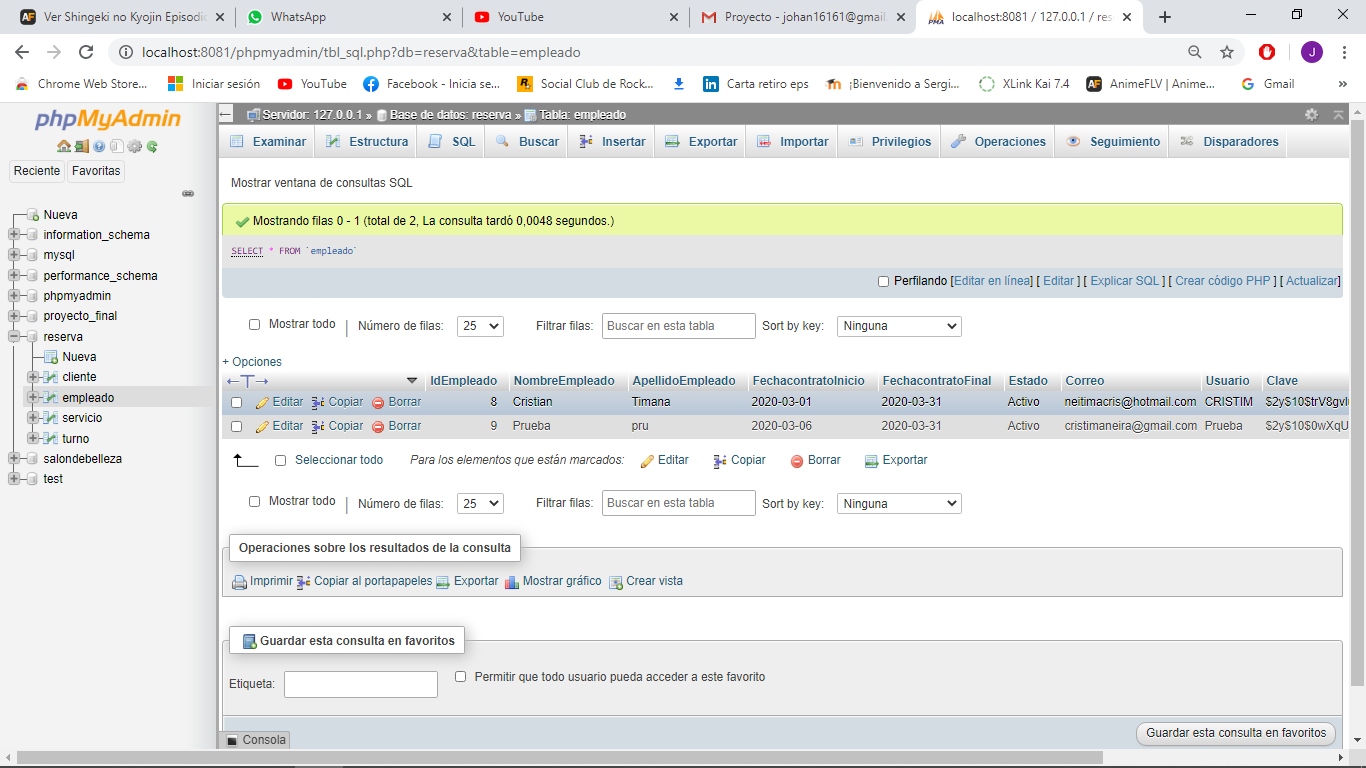 Ver Shingeki no Kyojin Episodic
WhatsApp
YouTube
Proyecto - johan16161@gmail.
localhost:8081 / 127.0.0.1 / res
localhost:8081/phpmyadmin/tbl_sql.php?db=reserva&table=empleado
J
Chrome Web Store...
Iniciar sesión
YouTube
Facebook - Inicia se...
Social Club de Rock...
Carta retiro eps
¡Bienvenido a Sergi...
XLink Kai 7.4
AnimeFLV | Anime...
Gmail
»
phpMyAdmin
Reciente
Favoritas
Nueva
information_schema
mysql
performance_schema
phpmyadmin
proyecto_final
reserva
Nueva
cliente
empleado
servicio
turno
salondebelleza
test
Servidor: 127.0.0.1 » Base de datos: reserva » Tabla: empleado
Examinar Estructura SQL Buscar Insertar Exportar Importar Privilegios Operaciones Seguimiento Disparadores
Mostrar ventana de consultas SQL
Mostrando filas 0 - 1 (total de 2, La consulta tardó 0,0048 segundos.)
SELECT * FROM `empleado`
Perfilando [Editar en línea] [ Editar ] [ Explicar SQL ] [ Crear código PHP ] [ Actualizar]
Mostrar todo | Número de filas: 25 Filtrar filas: Buscar en esta tabla Sort by key: Ninguna
+ Opciones
←T→ IdEmpleado NombreEmpleado ApellidoEmpleado FechacontratoInicio FechacontratoFinal Estado Correo Usuario Clave
Editar Copiar Borrar 8 Cristian Timana 2020-03-01 2020-03-31 Activo neitimacris@hotmail.com CRISTIM $2y$10$trV8gvl
Editar Copiar Borrar 9 Prueba pru 2020-03-06 2020-03-31 Activo cristimaneira@gmail.com Prueba $2y$10$0wXqU
Seleccionar todo Para los elementos que están marcados: Editar Copiar Borrar Exportar
Mostrar todo | Número de filas: 25 Filtrar filas: Buscar en esta tabla Sort by key: Ninguna
Operaciones sobre los resultados de la consulta
Imprimir Copiar al portapapeles Exportar Mostrar gráfico Crear vista
Guardar esta consulta en favoritos
Etiqueta: Permitir que todo usuario pueda acceder a este favorito
Guardar esta consulta en favoritos
Consola